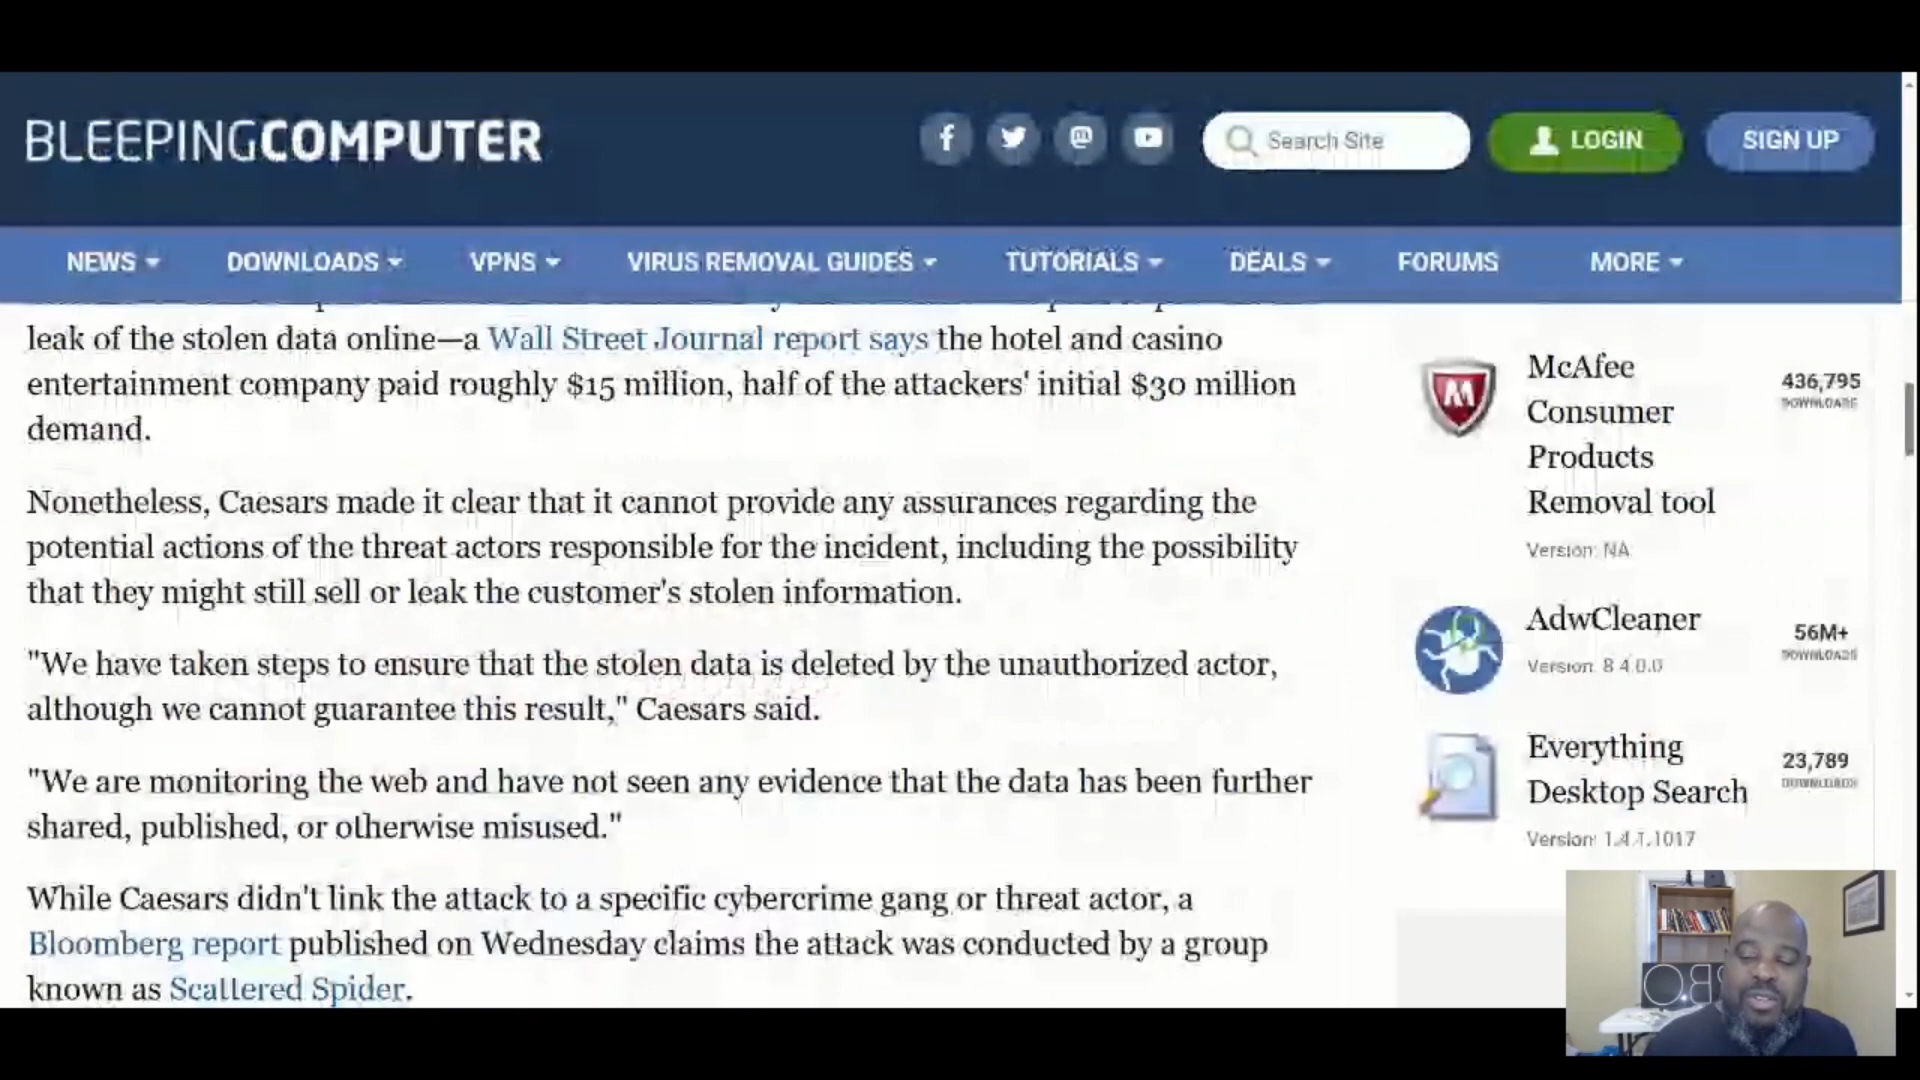 BLEEPINGCOMPUTER
Search Site
LOGIN
SIGN UP
NEWS
DOWNLOADS
VPNS
VIRUS REMOVAL GUIDES
TUTORIALS
DEALS
FORUMS
MORE
leak of the stolen data online—a Wall Street Journal report says the hotel and casino
entertainment company paid roughly $15 million, half of the attackers' initial $30 million
demand.
Nonetheless, Caesars made it clear that it cannot provide any assurances regarding the
potential actions of the threat actors responsible for the incident, including the possibility
that they might still sell or leak the customer's stolen information.
"We have taken steps to ensure that the stolen data is deleted by the unauthorized actor,
although we cannot guarantee this result," Caesars said.
"We are monitoring the web and have not seen any evidence that the data has been further
shared, published, or otherwise misused."
While Caesars didn't link the attack to a specific cybercrime gang or threat actor, a
Bloomberg report published on Wednesday claims the attack was conducted by a group
known as Scattered Spider.
McAfee
Consumer
Products
Removal tool
Version: NA
436,795
DOWNLOADS
AdwCleaner
Version: 8.4.0.0
56M+
DOWNLOADS
Everything
Desktop Search
Version: 1.4.1.1017
23,789
DOWNLOADS